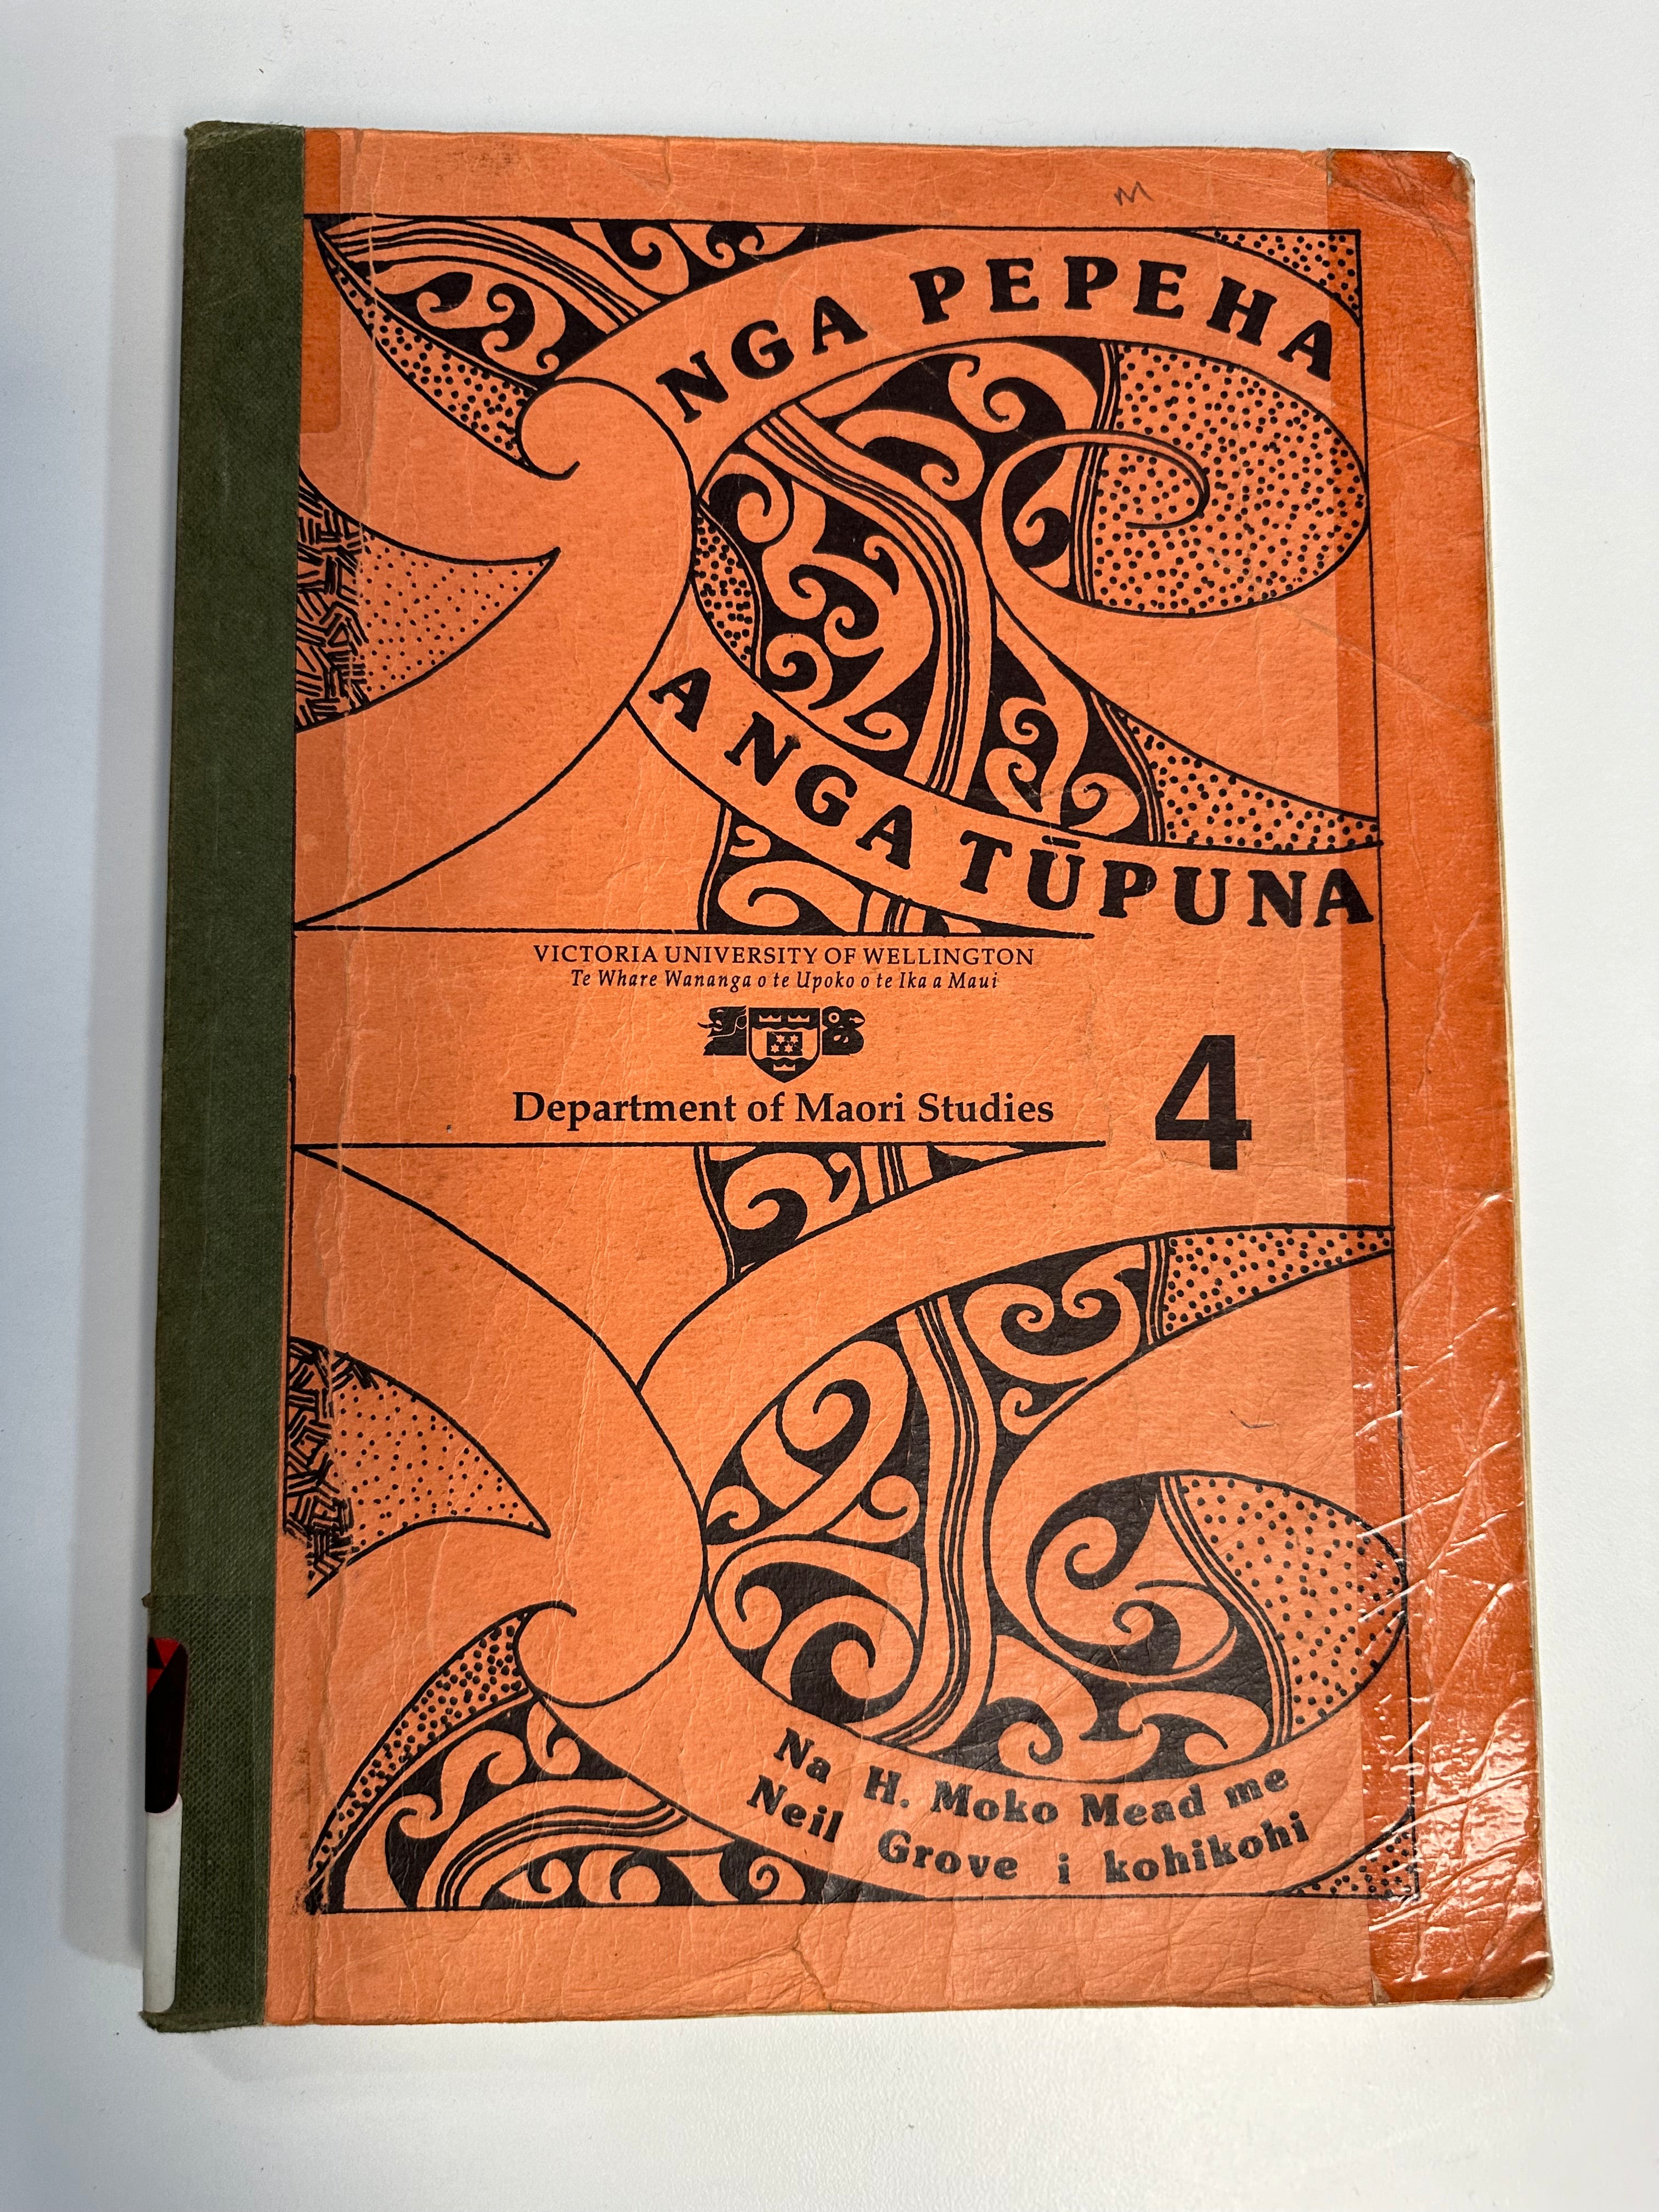 M
NGA PEPEHA
A NGA TŪPUNA
VICTORIA UNIVERSITY OF WELLINGTON
Te Whare Wananga o te Upoko o te Ika a Maui
Department of Maori Studies
4
Na H. Moko Mead me
Neil Grove i kohikohi